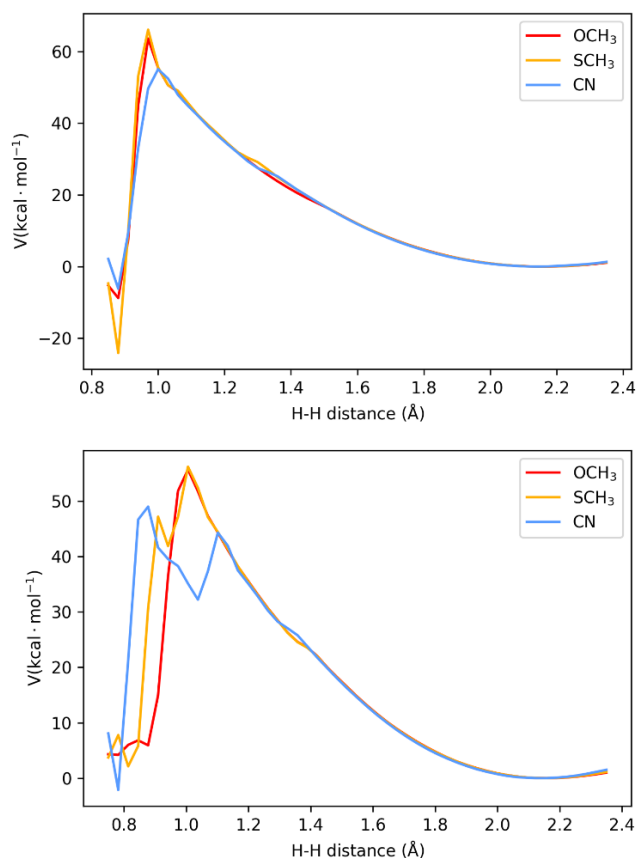 OCH₃
SCH₃
CN
60
40
20
0
−20
V(kcal · mol⁻¹)
0.8 1.0 1.2 1.4 1.6 1.8 2.0 2.2 2.4
H-H distance (Å)
OCH₃
SCH₃
CN
50
40
30
20
10
0
V(kcal · mol⁻¹)
0.8 1.0 1.2 1.4 1.6 1.8 2.0 2.2 2.4
H-H distance (Å)